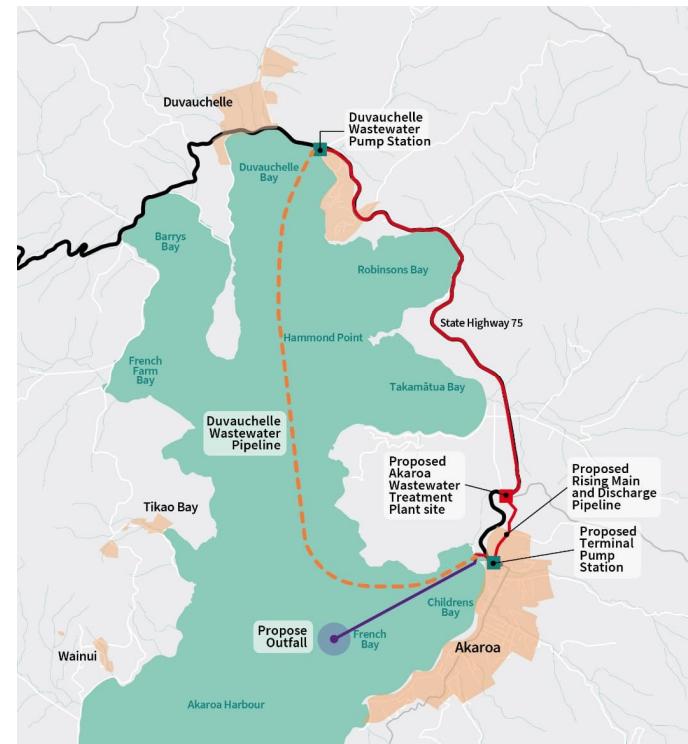 Duvauchelle
Duvauchelle
Wastewater
Pump Station
Duvauchelle
Bay
Barrys
Bay
Robinsons Bay
State Highway 75
Hammond Point
French
Farm
Bay
Takamātua Bay
Duvauchelle
Wastewater
Pipeline
Proposed
Akaroa
Wastewater
Treatment
Plant site
Proposed
Rising Main
and Discharge
Pipeline
Tikao Bay
Proposed
Terminal
Pump
Station
Childrens
Bay
Propose
Outfall
French
Bay
Akaroa
Wainui
Akaroa Harbour